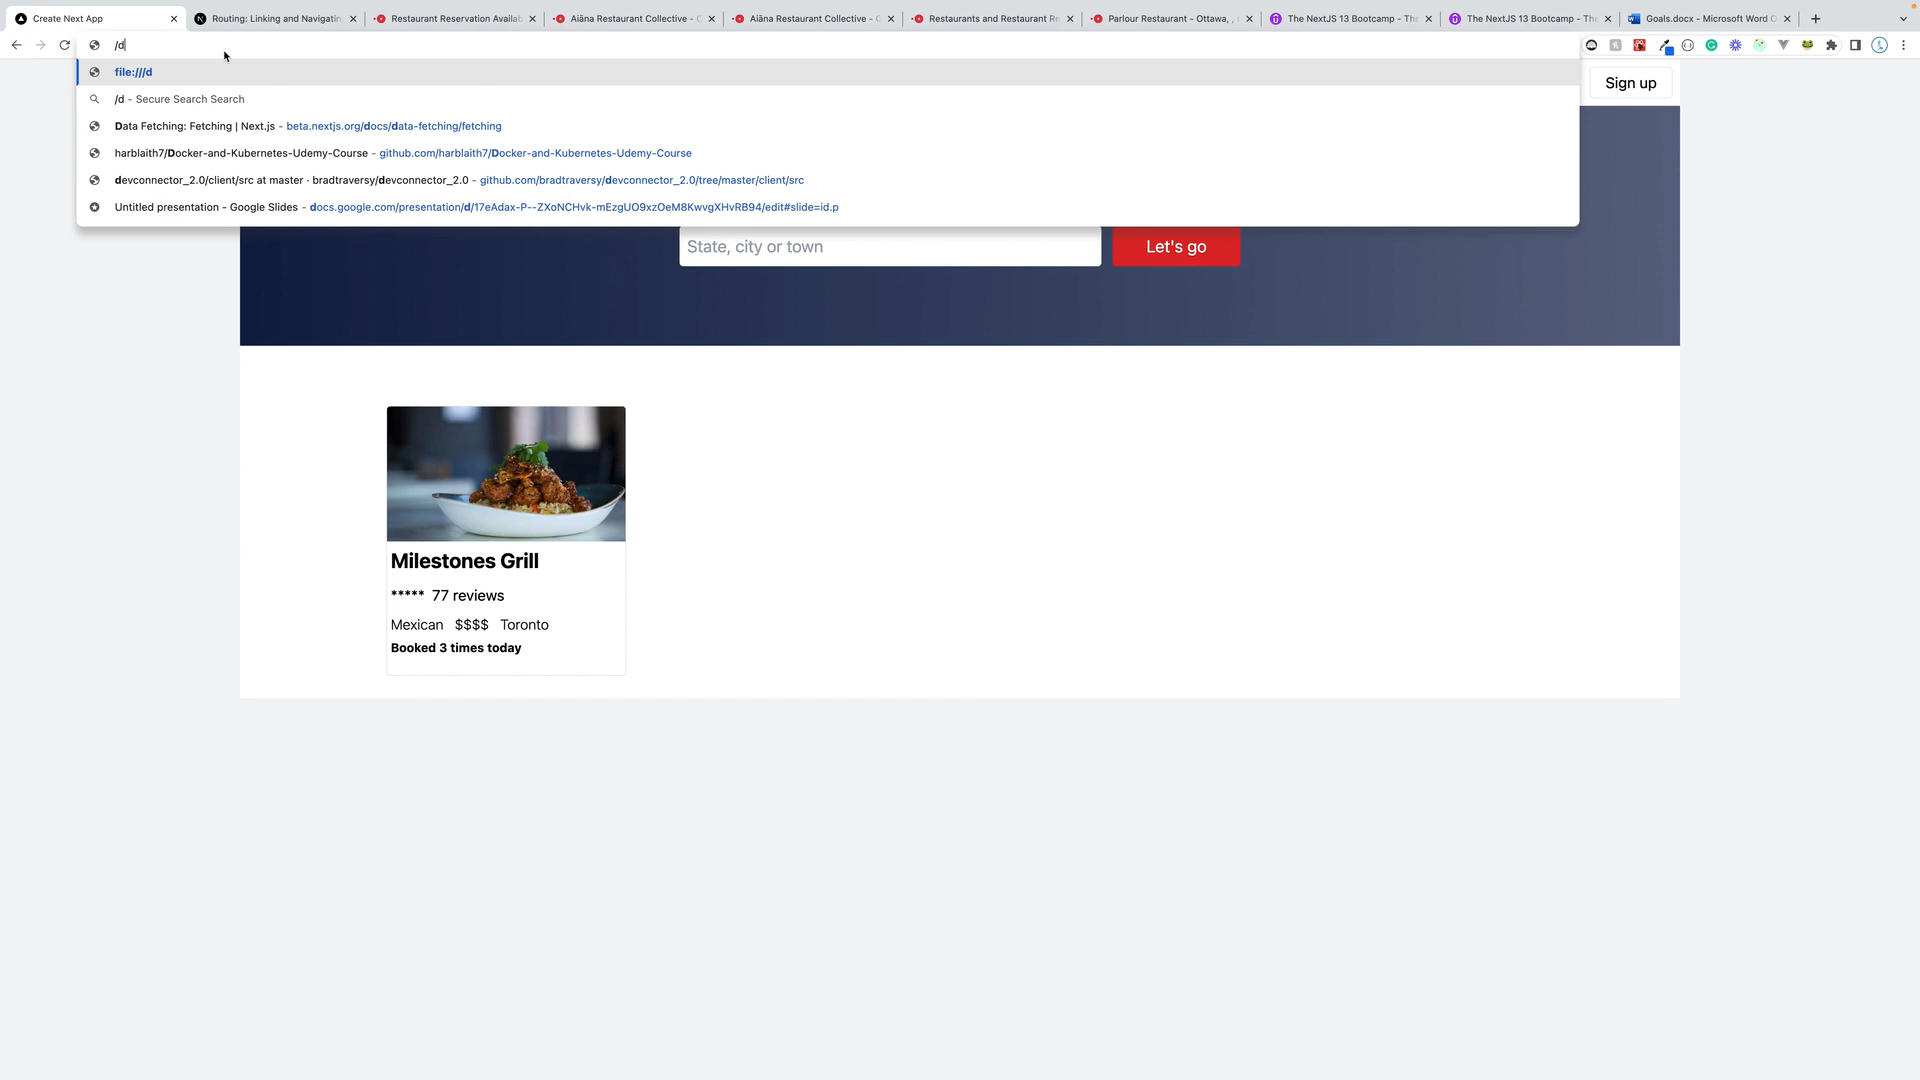 Create Next App
Routing: Linking and Navigating
Restaurant Reservation Availab
Aiāna Restaurant Collective - O
Aiāna Restaurant Collective - O
Restaurants and Restaurant Re
Parlour Restaurant - Ottawa, ,
The NextJS 13 Bootcamp - The
The NextJS 13 Bootcamp - The
Goals.docx - Microsoft Word O
/d
file:///d
/d - Secure Search Search
Data Fetching: Fetching | Next.js - beta.nextjs.org/docs/data-fetching/fetching
harblaith7/Docker-and-Kubernetes-Udemy-Course - github.com/harblaith7/Docker-and-Kubernetes-Udemy-Course
devconnector_2.0/client/src at master · bradtraversy/devconnector_2.0 - github.com/bradtraversy/devconnector_2.0/tree/master/client/src
Untitled presentation - Google Slides - docs.google.com/presentation/d/17eAdax-P--ZXoNCHvk-mEzgUO9xzOeM8KwvgXHvRB94/edit#slide=id.p
Sign up
State, city or town
Let's go
Milestones Grill
***** 77 reviews
Mexican $$$$ Toronto
Booked 3 times today